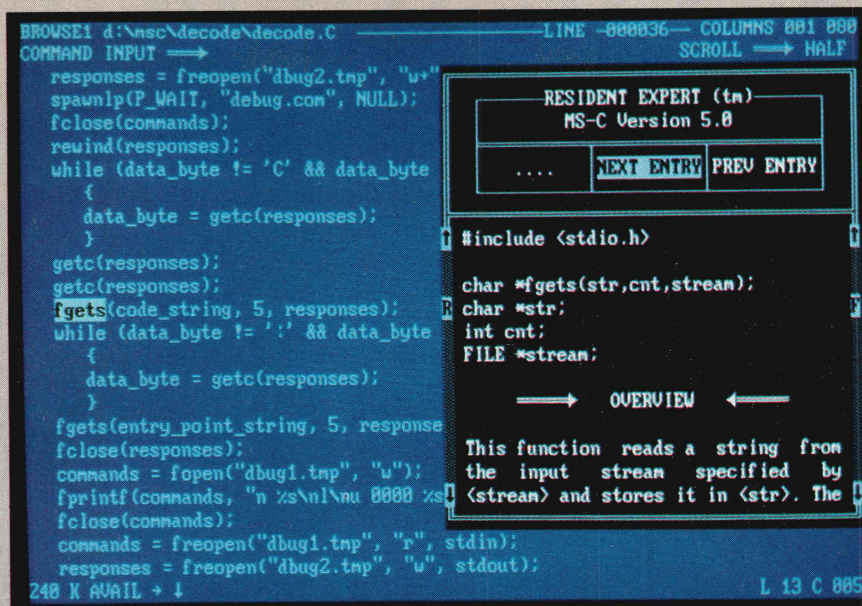 BROWSE1 d:\msc\decode\decode.C LINE -000036- COLUMNS 001 080
COMMAND INPUT SCROLL HALF
responses = freopen("dbug2.tmp", "w+"
spawnlp(P_WAIT, "debug.com", NULL);
fclose(commands);
rewind(responses);
while (data_byte != 'C' && data_byte
{
data_byte = getc(responses);
}
getc(responses);
getc(responses);
fgets(code_string, 5, responses);
while (data_byte != ':' && data_byte
{
data_byte = getc(responses);
}
fgets(entry_point_string, 5, response
fclose(responses);
commands = fopen("dbug1.tmp", "w");
fprintf(commands, "n %s\nl\nu 0000 %s
fclose(commands);
commands = freopen("dbug1.tmp", "r", stdin);
responses = freopen("dbug2.tmp", "w", stdout);
240 K AVAIL → ↓ L 13 C 005
RESIDENT EXPERT (tm)
MS-C Version 5.0
.... NEXT ENTRY PREV ENTRY
#include <stdio.h>
char *fgets(str,cnt,stream);
char *str;
int cnt;
FILE *stream;
OVERVIEW
This function reads a string from
the input stream specified by
<stream> and stores it in <str>. The